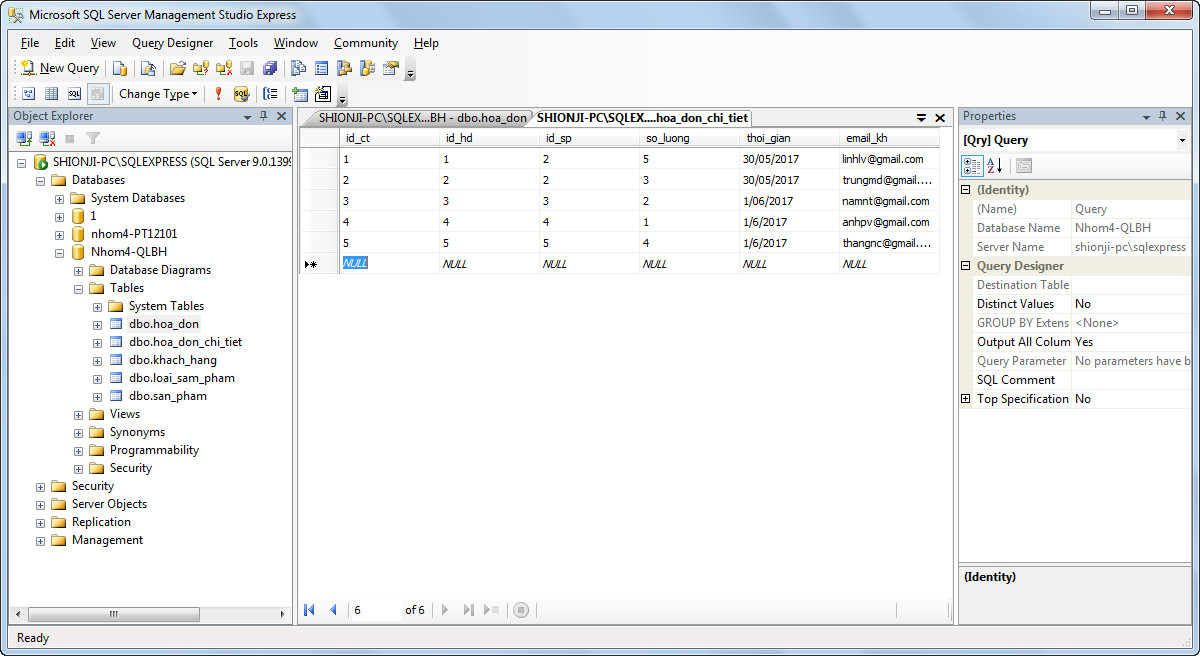 Microsoft SQL Server Management Studio Express
File Edit View Query Designer Tools Window Community Help
New Query
Change Type
Object Explorer
SHIONJI-PC\SQLEXPRESS (SQL Server 9.0.1399
Databases
System Databases
1
nhom4-PT12101
Nhom4-QLBH
Database Diagrams
Tables
System Tables
dbo.hoa_don
dbo.hoa_don_chi_tiet
dbo.khach_hang
dbo.loai_sam_pham
dbo.san_pham
Views
Synonyms
Programmability
Security
Security
Server Objects
Replication
Management
SHIONJI-PC\SQLEX...BH - dbo.hoa_don SHIONJI-PC\SQLEX....hoa_don_chi_tiet
id_ct id_hd id_sp so_luong thoi_gian email_kh
1 1 2 5 30/05/2017 linhlv@gmail.com
2 2 2 3 30/05/2017 trungmd@gmail....
3 3 3 2 1/06/2017 namnt@gmail.com
4 4 4 1 1/6/2017 anhpv@gmail.com
5 5 5 4 1/6/2017 thangnc@gmail....
NULL NULL NULL NULL NULL NULL
6 of 6
Properties
[Qry] Query
(Identity)
(Name) Query
Database Name Nhom4-QLBH
Server Name shionji-pc\sqlexpress
Query Designer
Destination Table
Distinct Values No
GROUP BY Extens <None>
Output All Colum Yes
Query Parameter No parameters have b
SQL Comment
Top Specification No
(Identity)
Ready